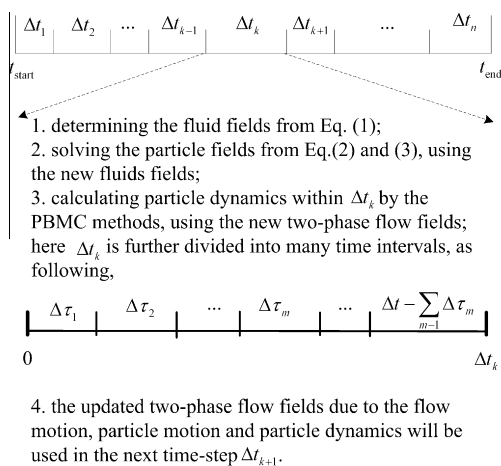 Δt₁ Δt₂ ... Δtₖ₋₁ Δtₖ Δtₖ₊₁ ... Δtₙ
t_start t_end
1. determining the fluid fields from Eq. (1);
2. solving the particle fields from Eq.(2) and (3), using
the new fluids fields;
3. calculating particle dynamics within Δtₖ by the
PBMC methods, using the new two-phase flow fields;
here Δtₖ is further divided into many time intervals, as
following,
Δτ₁ Δτ₂ ... Δτₘ ... Δt−∑Δτₘ
m−1
0 Δtₖ
4. the updated two-phase flow fields due to the flow
motion, particle motion and particle dynamics will be
used in the next time-step Δtₖ₊₁.